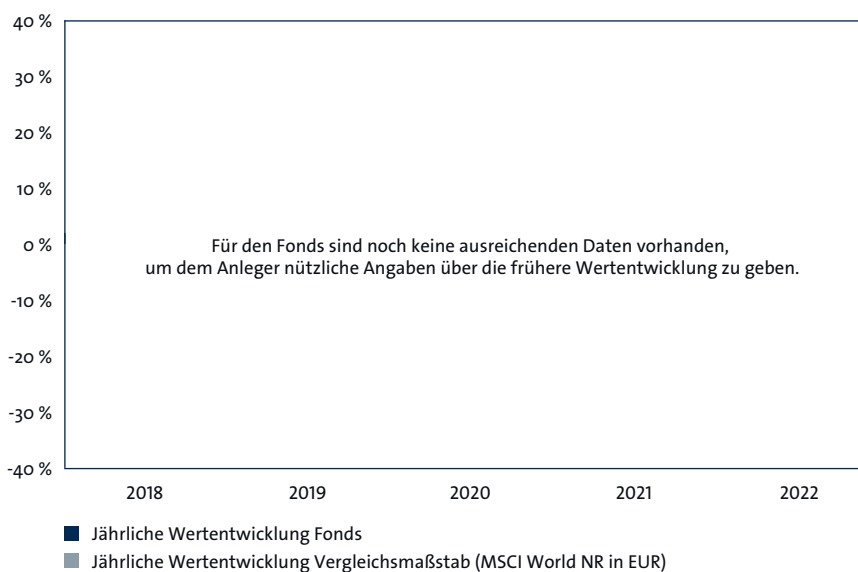 40 %
30 %
20 %
10 %
0 %
-10 %
-20 %
-30 %
-40 %
Für den Fonds sind noch keine ausreichenden Daten vorhanden,
um dem Anleger nützliche Angaben über die frühere Wertentwicklung zu geben.
2018 2019 2020 2021 2022
Jährliche Wertentwicklung Fonds
Jährliche Wertentwicklung Vergleichsmaßstab (MSCI World NR in EUR)